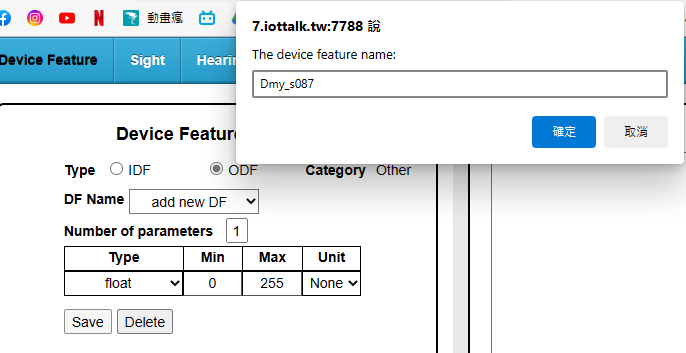 動畫瘋
7.iottalk.tw:7788 說
The device feature name:
Dmy_s087
確定 取消
Device Feature Sight Hearin
Device Featur
Type IDF ODF Category Other
DF Name add new DF
Number of parameters 1
Type Min Max Unit
float 0 255 None
Save Delete